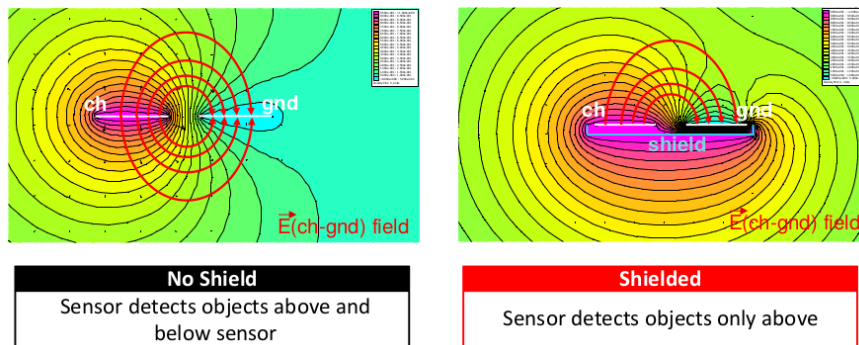 ch
gnd
E(ch-gnd) field
ch
gnd
shield
E(ch-gnd) field
No Shield
Sensor detects objects above and
below sensor
Shielded
Sensor detects objects only above